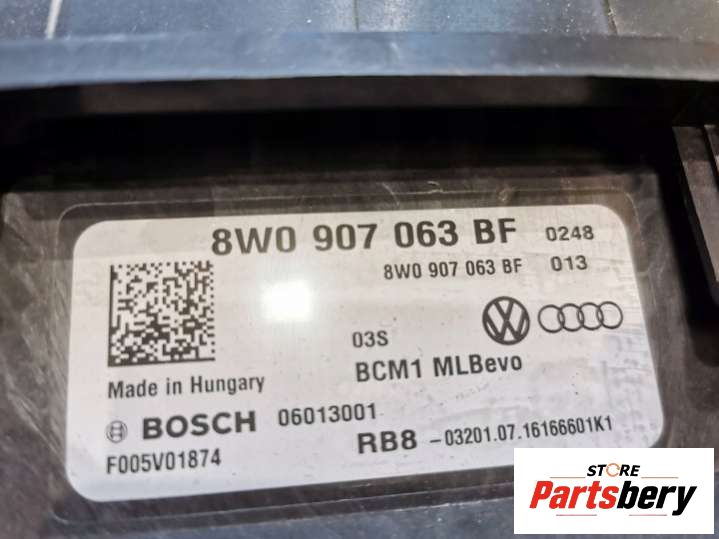 8W0 907 063 BF 0248
8W0 907 063 BF 013
03S
BCM1 MLBevo
Made in Hungary
BOSCH 06013001
RB8 -03201.07.16166601K1
F005V01874
STORE
Partsbery